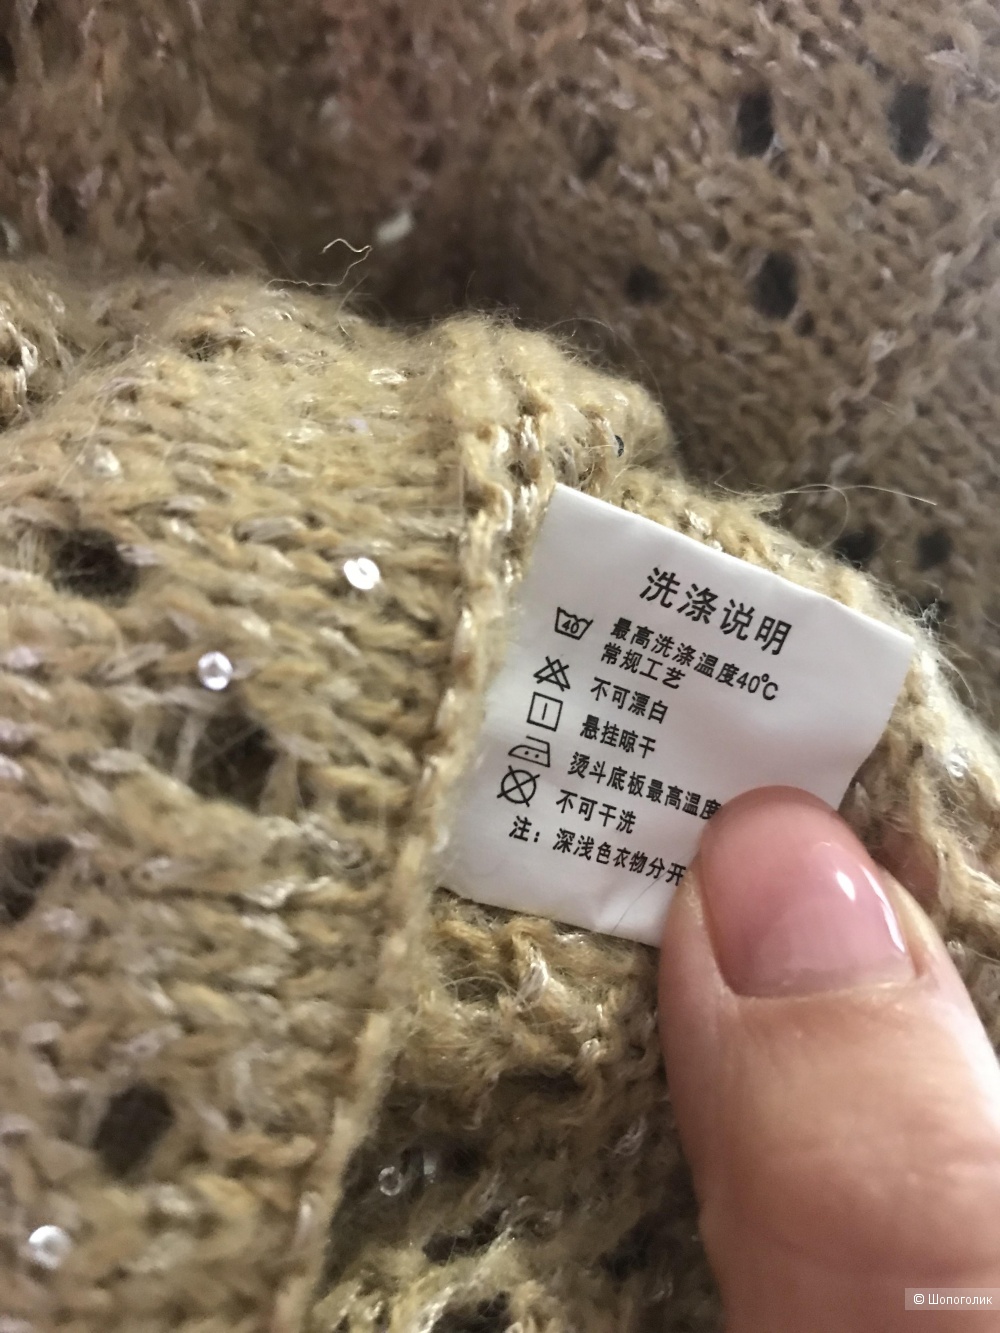 洗涤说明
40 最高洗涤温度40℃
常规工艺
不可漂白
悬挂晾干
烫斗底板最高温度
不可干洗
注：深浅色衣物分开
© Шопоголик